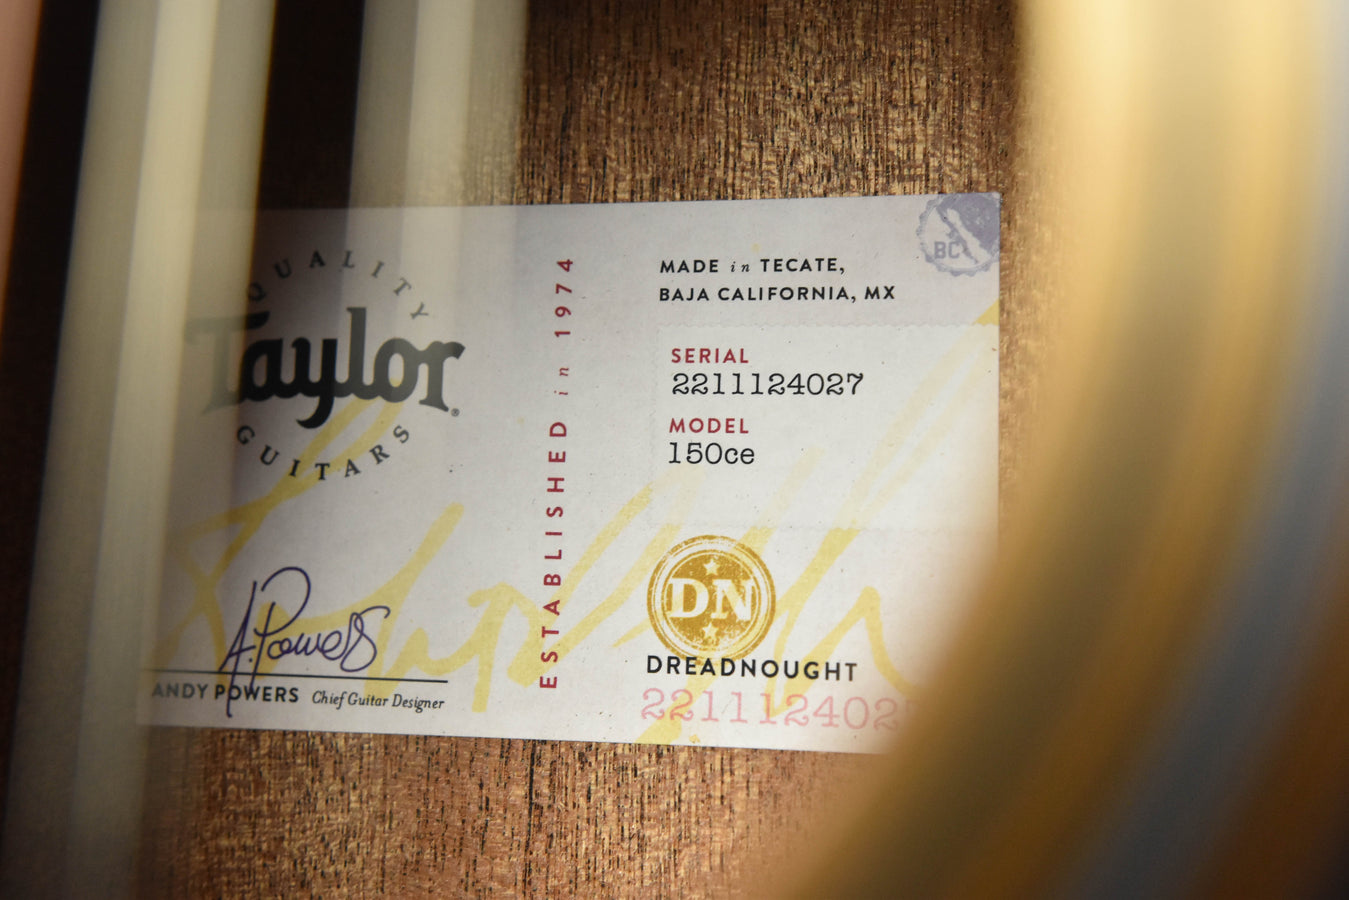 QUALITY
Taylor®
GUITARS
A. Powers
ANDY POWERS Chief Guitar Designer
ESTABLISHED in 1974
BC
MADE in TECATE,
BAJA CALIFORNIA, MX
SERIAL
2211124027
MODEL
150ce
DN
DREADNOUGHT
2211124027